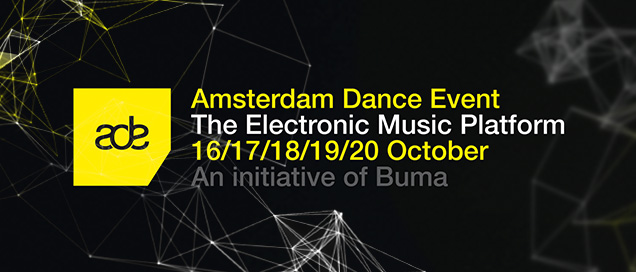 ade
Amsterdam Dance Event
The Electronic Music Platform
16/17/18/19/20 October
An initiative of Buma